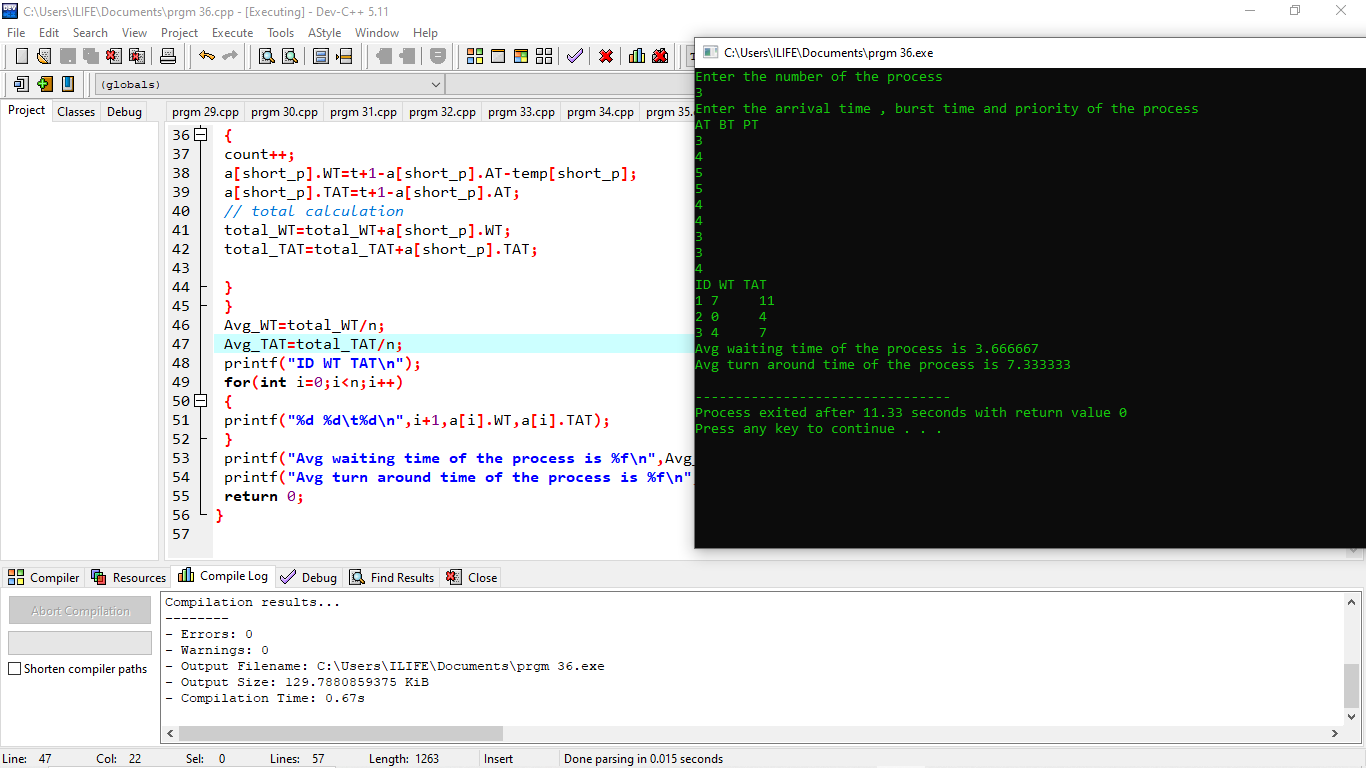 C:\Users\ILIFE\Documents\prgm 36.cpp - [Executing] - Dev-C++ 5.11
File Edit Search View Project Execute Tools AStyle Window Help
(globals)
Project Classes Debug
prgm 29.cpp prgm 30.cpp prgm 31.cpp prgm 32.cpp prgm 33.cpp prgm 34.cpp prgm 35.
36 {
37 count++;
38 a[short_p].WT=t+1-a[short_p].AT-temp[short_p];
39 a[short_p].TAT=t+1-a[short_p].AT;
40 // total calculation
41 total_WT=total_WT+a[short_p].WT;
42 total_TAT=total_TAT+a[short_p].TAT;
43
44 }
45 }
46 Avg_WT=total_WT/n;
47 Avg_TAT=total_TAT/n;
48 printf("ID WT TAT\n");
49 for(int i=0;i<n;i++)
50 {
51 printf("%d %d\t%d\n",i+1,a[i].WT,a[i].TAT);
52 }
53 printf("Avg waiting time of the process is %f\n",Avg_
54 printf("Avg turn around time of the process is %f\n"
55 return 0;
56 }
57
C:\Users\ILIFE\Documents\prgm 36.exe
Enter the number of the process
3
Enter the arrival time , burst time and priority of the process
AT BT PT
3
4
5
5
4
4
3
3
4
ID WT TAT
1 7 11
2 0 4
3 4 7
Avg waiting time of the process is 3.666667
Avg turn around time of the process is 7.333333
--------------------------------
Process exited after 11.33 seconds with return value 0
Press any key to continue . . .
Compiler Resources Compile Log Debug Find Results Close
Abort Compilation
Shorten compiler paths
Compilation results...
--------
- Errors: 0
- Warnings: 0
- Output Filename: C:\Users\ILIFE\Documents\prgm 36.exe
- Output Size: 129.7880859375 KiB
- Compilation Time: 0.67s
Line: 47 Col: 22 Sel: 0 Lines: 57 Length: 1263 Insert Done parsing in 0.015 seconds